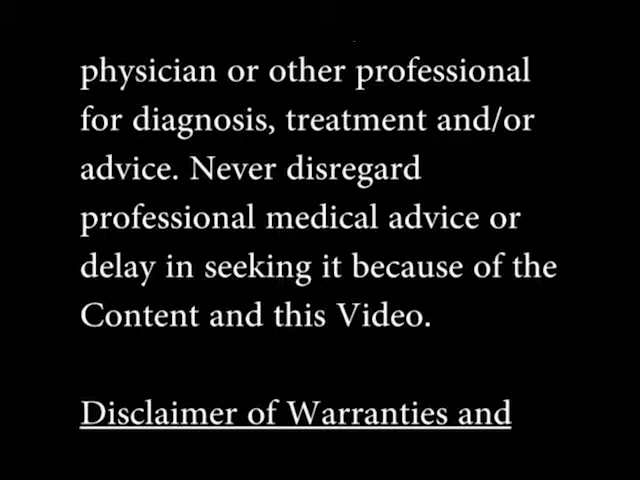 physician or other professional
for diagnosis, treatment and/or
advice. Never disregard
professional medical advice or
delay in seeking it because of the
Content and this Video.
Disclaimer of Warranties and